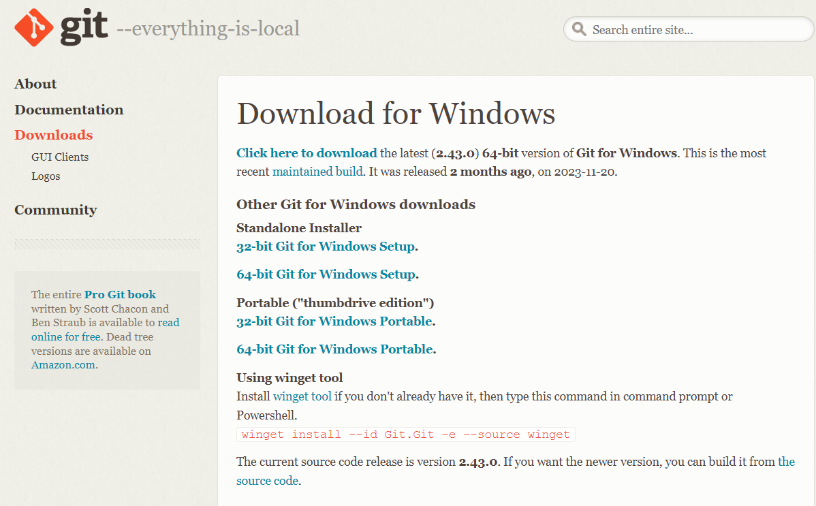 git --everything-is-local
Search entire site...
About
Documentation
Downloads
GUI Clients
Logos
Community
The entire Pro Git book
written by Scott Chacon and
Ben Straub is available to read
online for free. Dead tree
versions are available on
Amazon.com.
Download for Windows
Click here to download the latest (2.43.0) 64-bit version of Git for Windows. This is the most
recent maintained build. It was released 2 months ago, on 2023-11-20.
Other Git for Windows downloads
Standalone Installer
32-bit Git for Windows Setup.
64-bit Git for Windows Setup.
Portable ("thumbdrive edition")
32-bit Git for Windows Portable.
64-bit Git for Windows Portable.
Using winget tool
Install winget tool if you don't already have it, then type this command in command prompt or
Powershell.
winget install --id Git.Git -e --source winget
The current source code release is version 2.43.0. If you want the newer version, you can build it from the
source code.